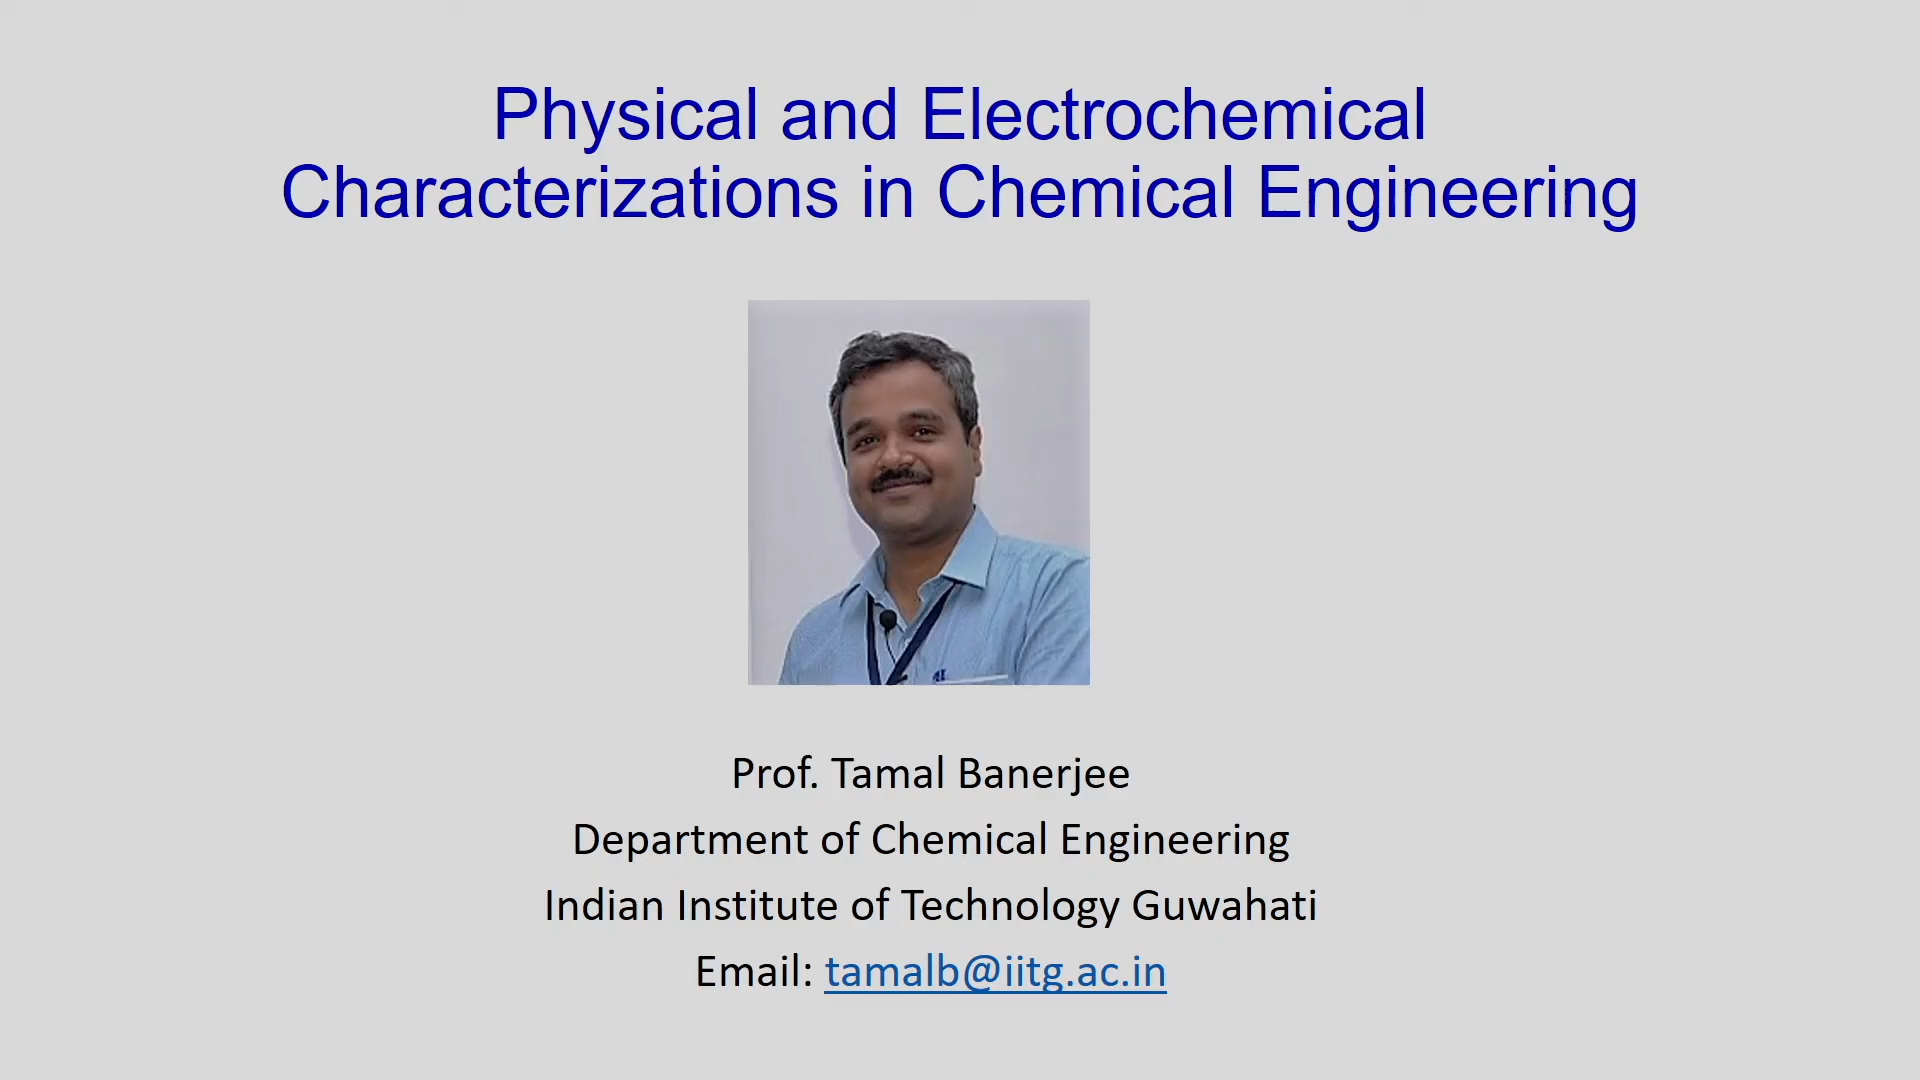 Physical and Electrochemical
Characterizations in Chemical Engineering
Prof. Tamal Banerjee
Department of Chemical Engineering
Indian Institute of Technology Guwahati
Email: tamalb@iitg.ac.in